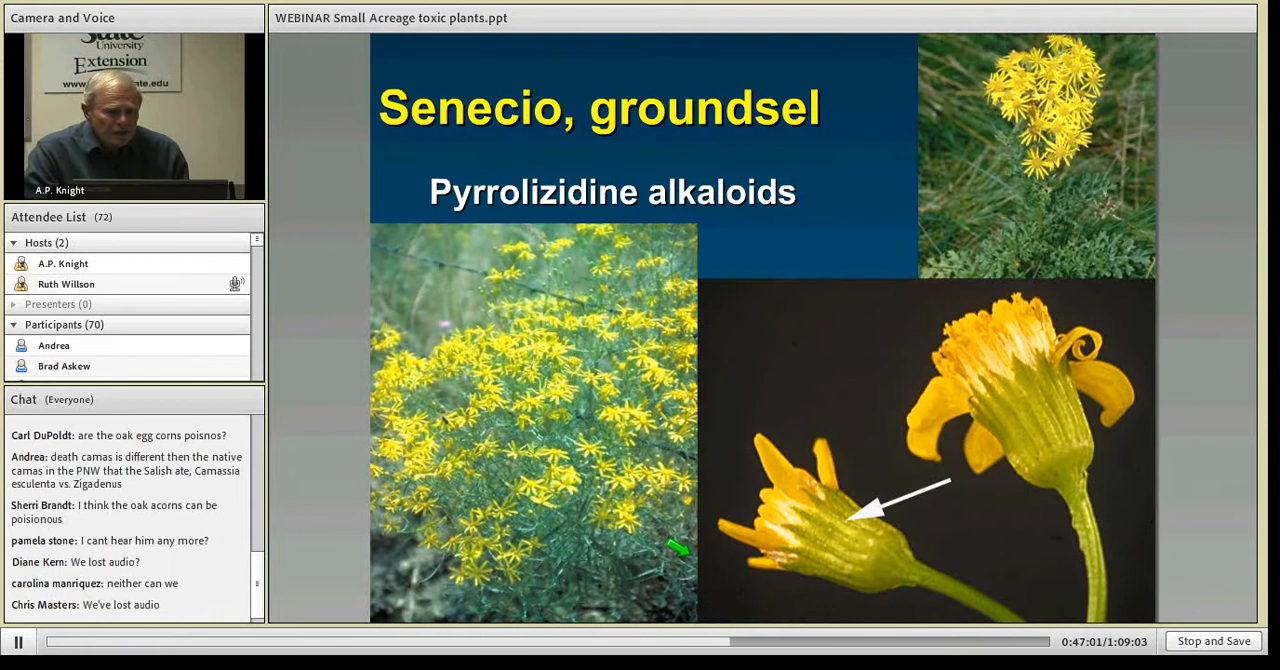 Camera and Voice
State
University
Extension
A.P. Knight
Attendee List (72)
Hosts (2)
A.P. Knight
Ruth Willson
Presenters (0)
Participants (70)
Andrea
Brad Askew
Chat (Everyone)
Carl DuPoldt: are the oak egg corns poisnos?
Andrea: death camas is different then the native
camas in the PNW that the Salish ate, Camassia
esculenta vs. Zigadenus
Sherri Brandt: I think the oak acorns can be
poisionous
pamela stone: I cant hear him any more?
Diane Kern: We lost audio?
carolina manriquez: neither can we
Chris Masters: We've lost audio
WEBINAR Small Acreage toxic plants.ppt
Senecio, groundsel
Pyrrolizidine alkaloids
0:47:01/1:09:03
Stop and Save